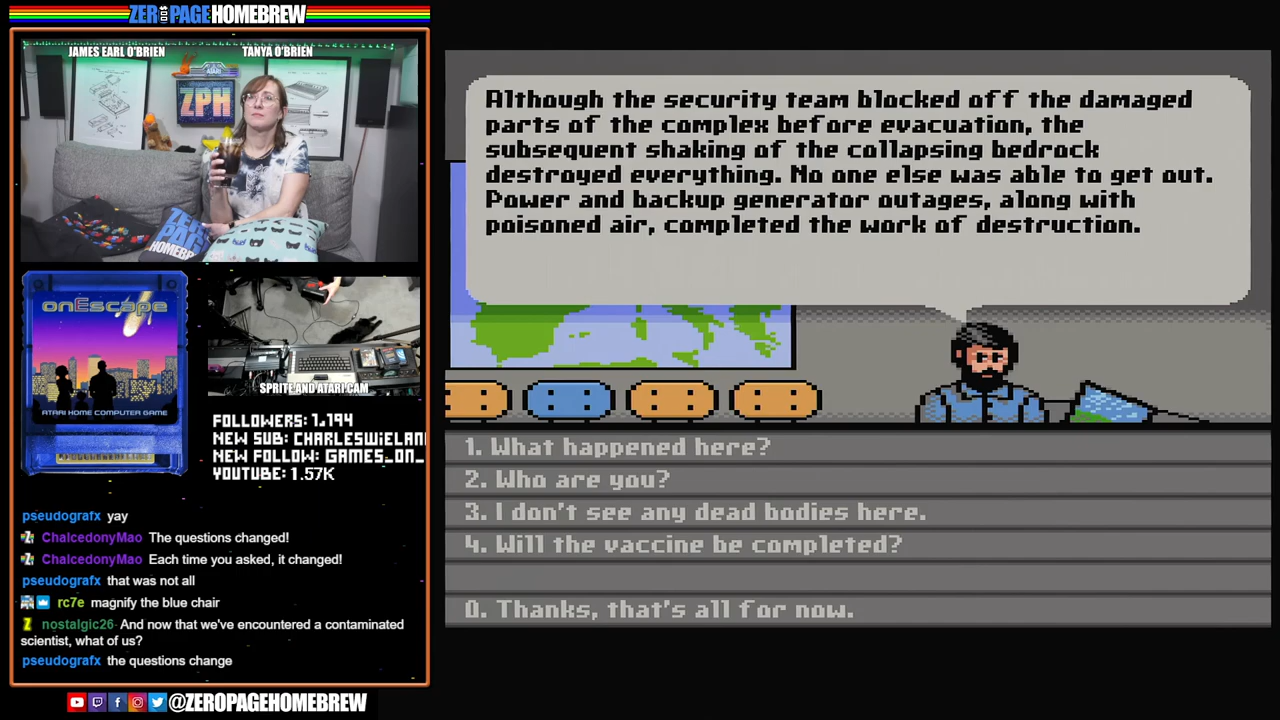 ZERO PAGE HOMEBREW
JAMES EARL O'BRIEN
TANYA O'BRIEN
ATARI
ZPH
ZERO
PAGE
HOMEBR
onEscape
ATARI HOME COMPUTER GAME
SPRITE AND ATARI CAM
FOLLOWERS: 1,194
NEW SUB: CHARLESWIELAN
NEW FOLLOW: GAMES_ON_
YOUTUBE: 1.57K
pseudografx yay
ChalcedonyMao The questions changed!
ChalcedonyMao Each time you asked, it changed!
pseudografx that was not all
rc7e magnify the blue chair
nostalgic26 And now that we've encountered a contaminated
scientist, what of us?
pseudografx the questions change
@ZEROPAGEHOMEBREW
Although the security team blocked off the damaged
parts of the complex before evacuation, the
subsequent shaking of the collapsing bedrock
destroyed everything. No one else was able to get out.
Power and backup generator outages, along with
poisoned air, completed the work of destruction.
1. What happened here?
2. Who are you?
3. I don't see any dead bodies here.
4. Will the vaccine be completed?
0. Thanks, that's all for now.